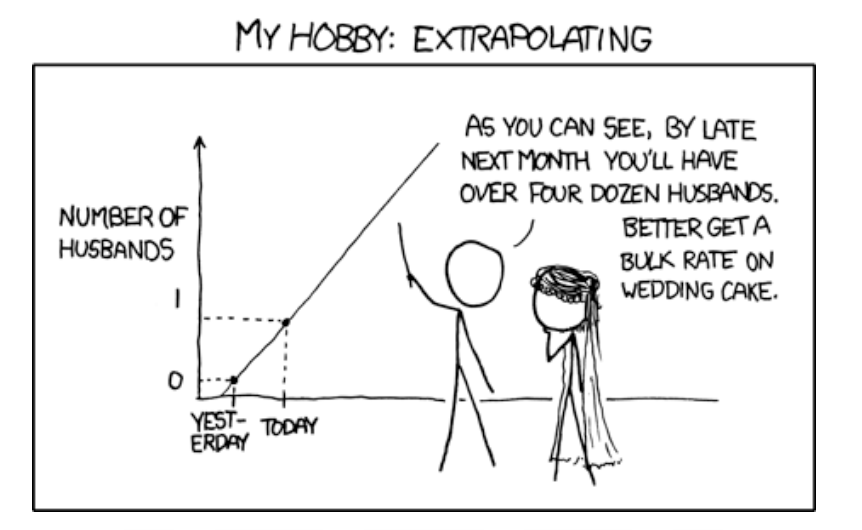 MY HOBBY: EXTRAPOLATING
AS YOU CAN SEE, BY LATE
NEXT MONTH YOU'LL HAVE
OVER FOUR DOZEN HUSBANDS.
BETTER GET A
BULK RATE ON
WEDDING CAKE.
NUMBER OF
HUSBANDS
1
0
YEST-
ERDAY
TODAY